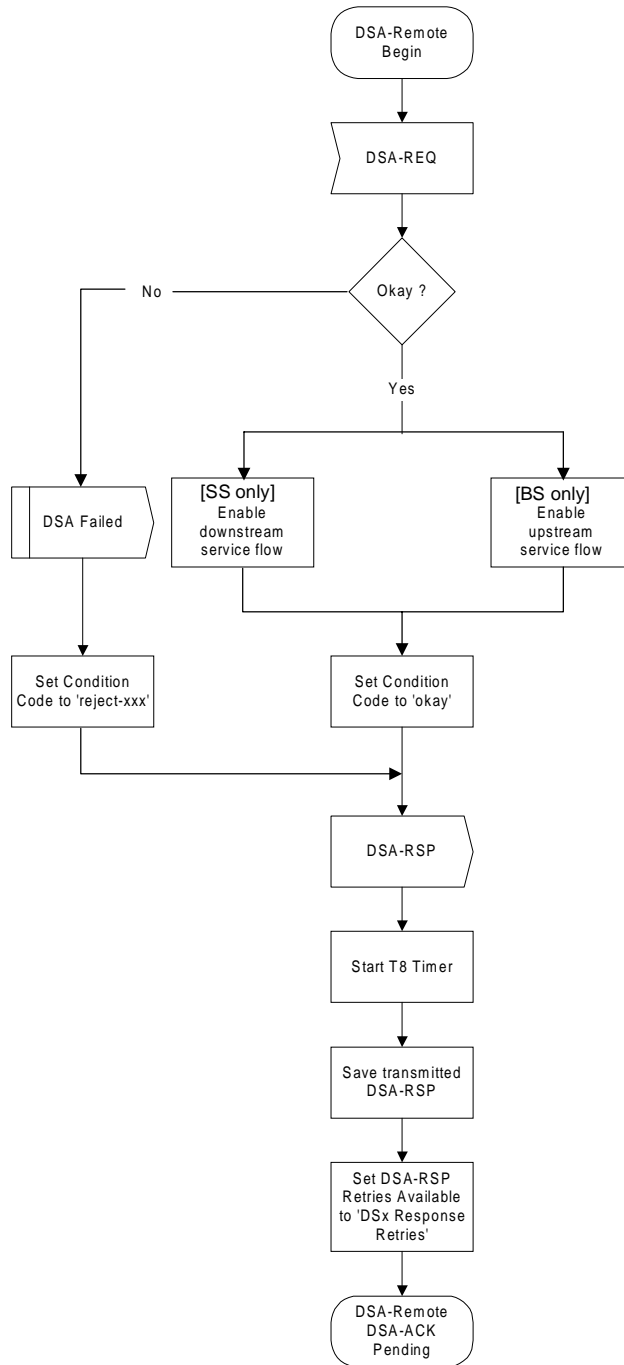 DSA-Remote
Begin
DSA-REQ
Okay ?
No
Yes
DSA Failed
[SS only]
Enable
downstream
service flow
[BS only]
Enable
upstream
service flow
Set Condition
Code to 'reject-xxx'
Set Condition
Code to 'okay'
DSA-RSP
Start T8 Timer
Save transmitted
DSA-RSP
Set DSA-RSP
Retries Available
to 'DSx Response
Retries'
DSA-Remote
DSA-ACK
Pending